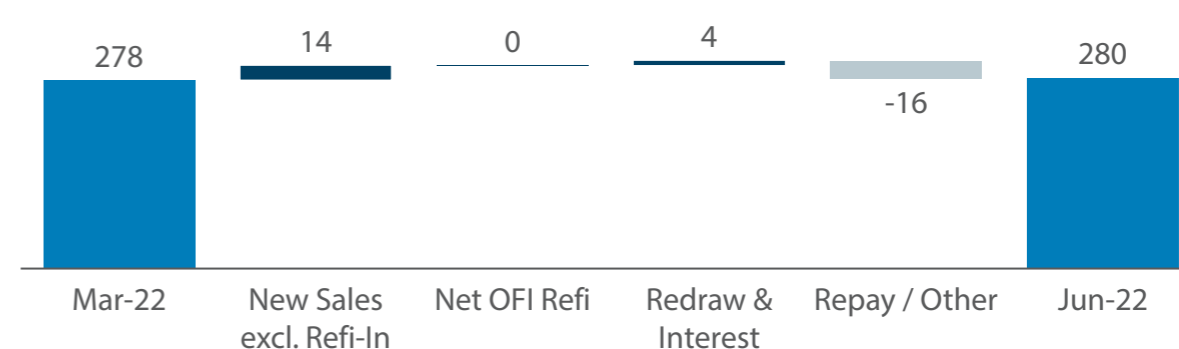 278
14
0
4
-16
280
Mar-22
New Sales
excl. Refi-In
Net OFI Refi
Redraw &
Interest
Repay / Other
Jun-22